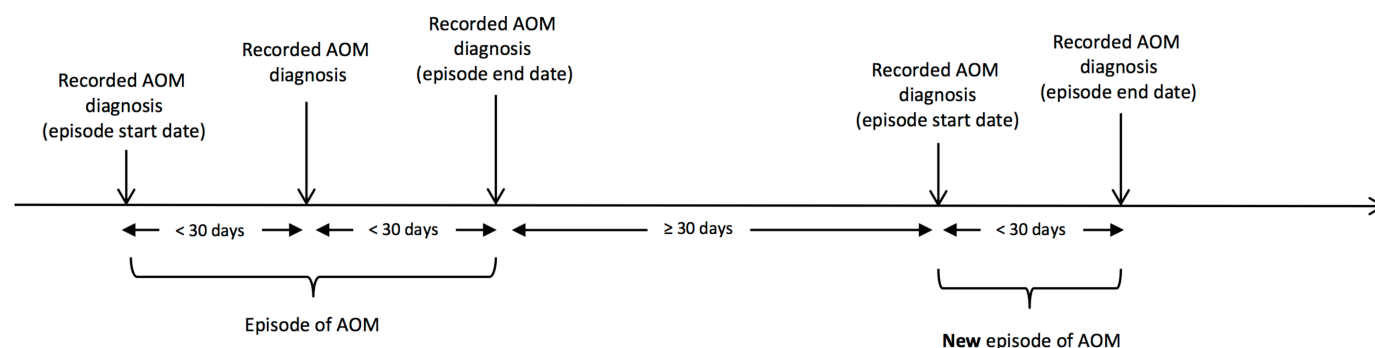 Recorded AOM
diagnosis
(episode start date)
Recorded AOM
diagnosis
Recorded AOM
diagnosis
(episode end date)
Recorded AOM
diagnosis
(episode start date)
Recorded AOM
diagnosis
(episode end date)
< 30 days
< 30 days
≥ 30 days
< 30 days
Episode of AOM
New episode of AOM